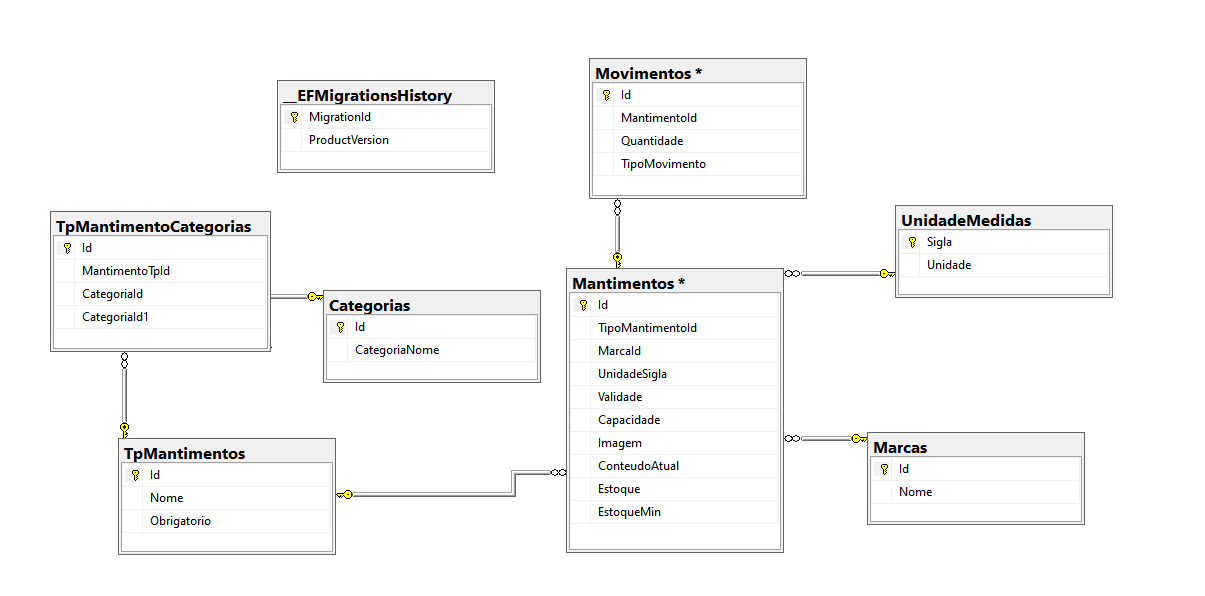 __EFMigrationsHistory
MigrationId
ProductVersion
Movimentos *
Id
MantimentoId
Quantidade
TipoMovimento
TpMantimentoCategorias
Id
MantimentoTpId
CategoriaId
CategoriaId1
Categorias
Id
CategoriaNome
UnidadeMedidas
Sigla
Unidade
Mantimentos *
Id
TipoMantimentoId
MarcaId
UnidadeSigla
Validade
Capacidade
Imagem
ConteudoAtual
Estoque
EstoqueMin
TpMantimentos
Id
Nome
Obrigatorio
Marcas
Id
Nome